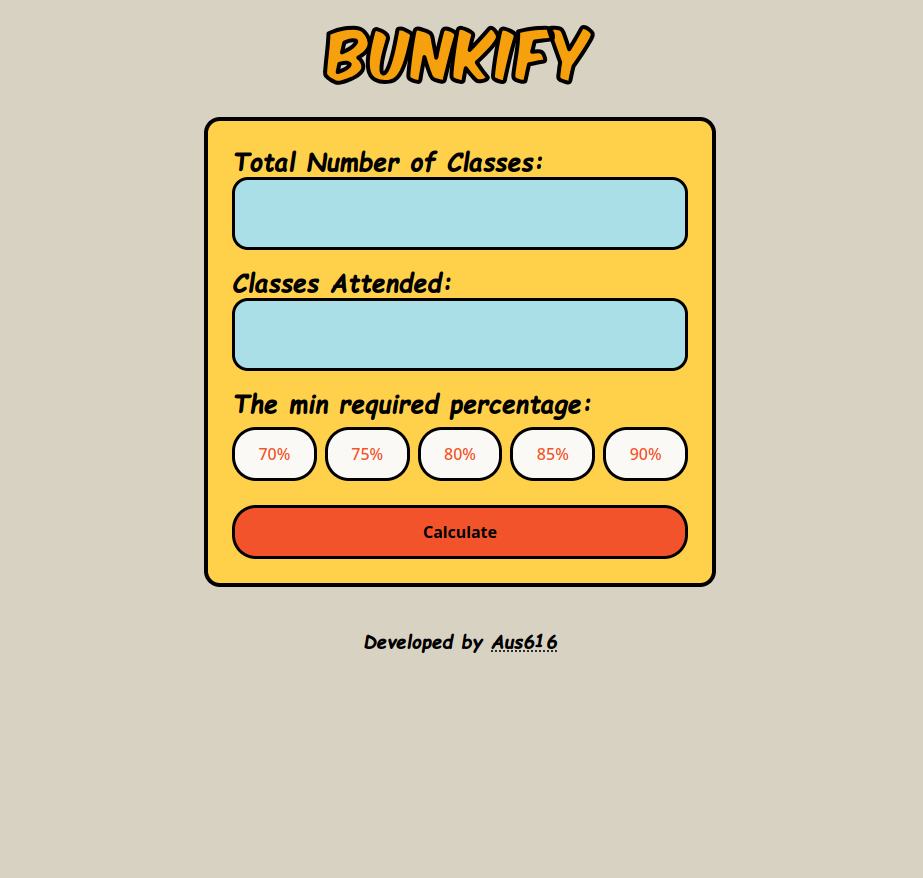 BUNKIFY
Total Number of Classes:
Classes Attended:
The min required percentage:
70% 75% 80% 85% 90%
Calculate
Developed by Aus616